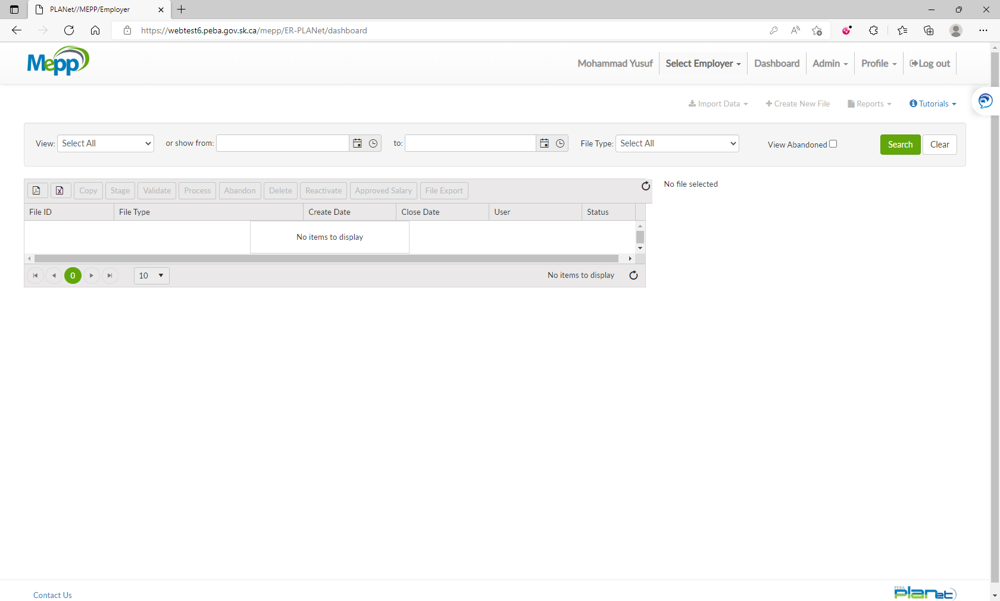 PLANet//MEPP/Employer
https://webtest6.peba.gov.sk.ca/mepp/ER-PLANet/dashboard
Mepp
Mohammad Yusuf Select Employer Dashboard Admin Profile Log out
Import Data Create New File Reports Tutorials
View: Select All or show from: to: File Type: Select All View Abandoned Search Clear
Copy Stage Validate Process Abandon Delete Reactivate Approved Salary File Export
No file selected
File ID File Type Create Date Close Date User Status
No items to display
0 10 No items to display
Contact Us
PEBA
planet